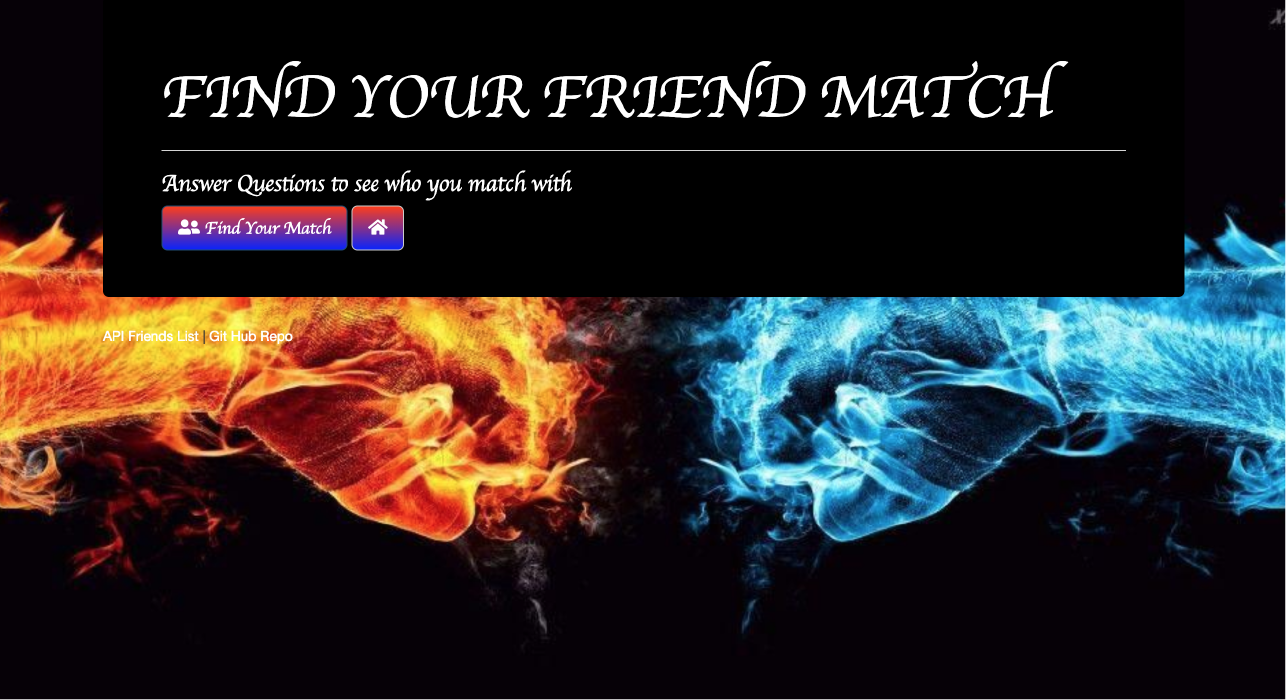 FIND YOUR FRIEND MATCH
Answer Questions to see who you match with
Find Your Match
API Friends List | Git Hub Repo